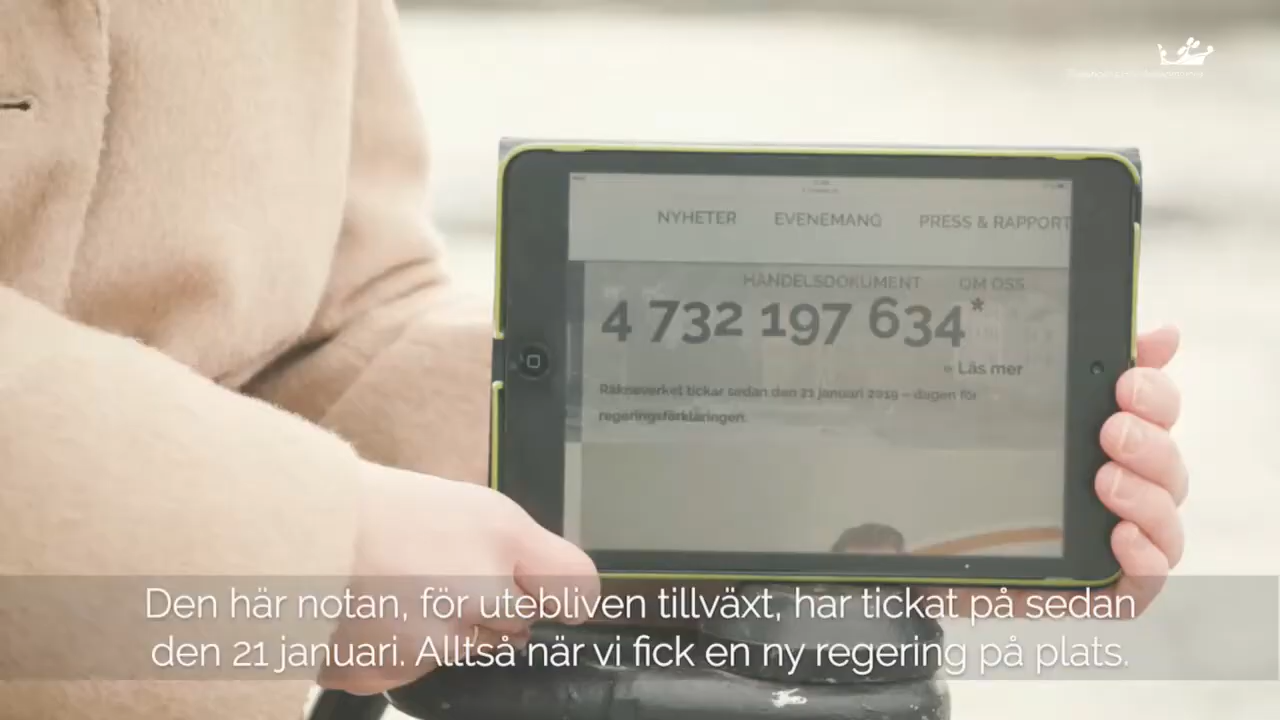 NYHETER EVENEMANG PRESS & RAPPORT
HANDELSDOKUMENT OM OSS
4 732 197 634*
» Läs mer
Räkneverket tickar sedan den 21 januari 2019 – dagen för
regeringsförklaringen.
Den här notan, för utebliven tillväxt, har tickat på sedan
den 21 januari. Alltså när vi fick en ny regering på plats.